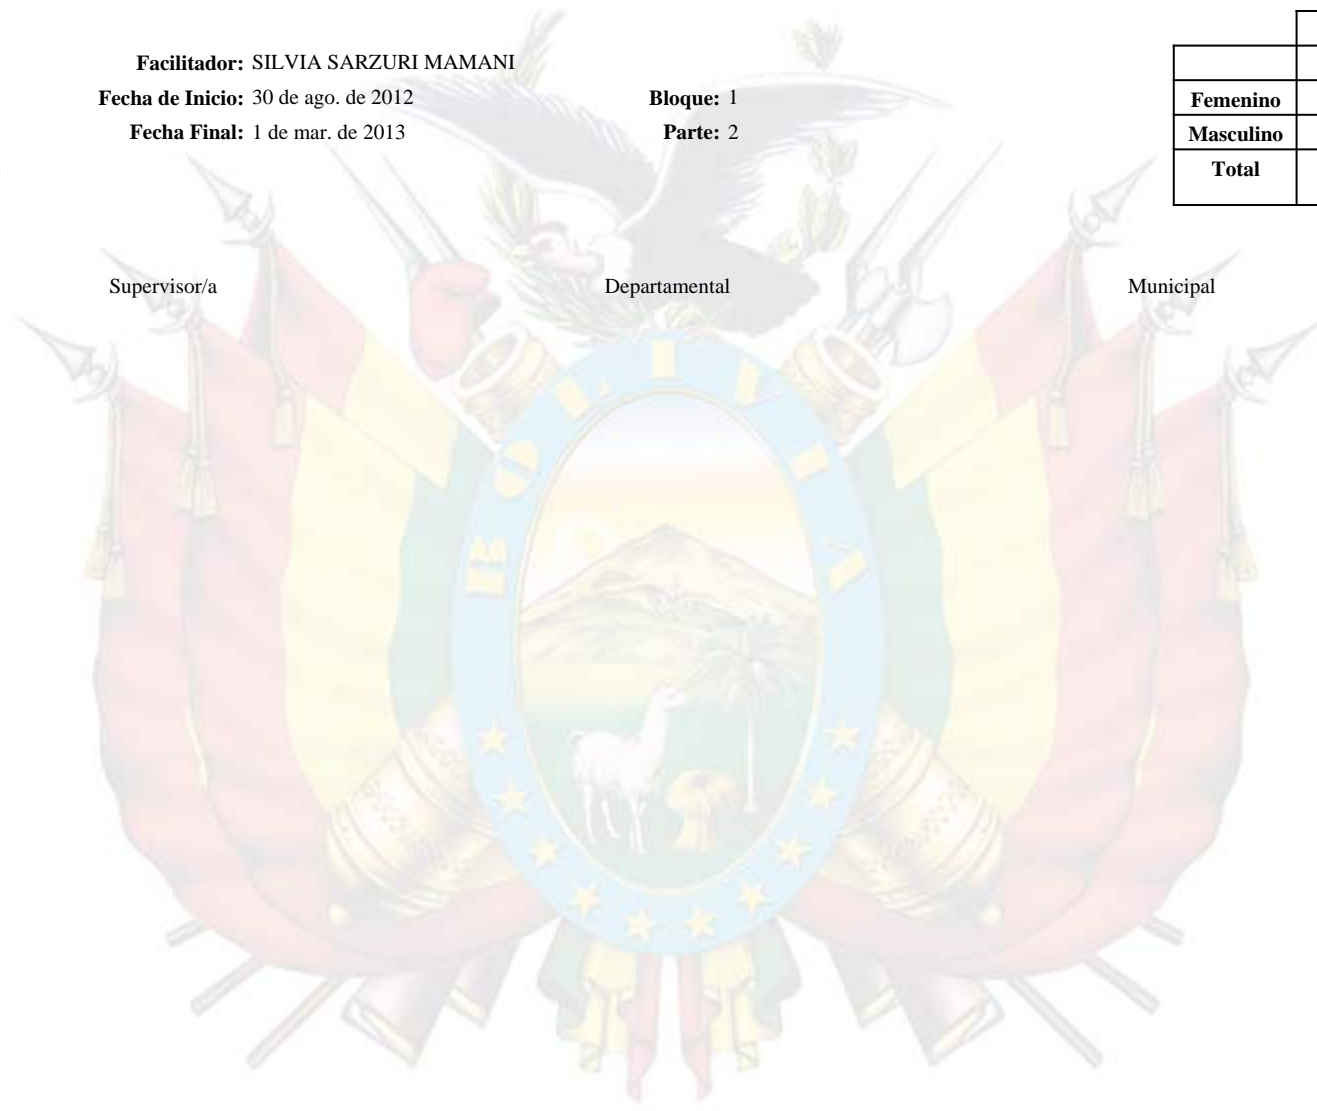 Facilitador: SILVIA SARZURI MAMANI
Fecha de Inicio: 30 de ago. de 2012 Bloque: 1
Fecha Final: 1 de mar. de 2013 Parte: 2
Femenino
Masculino
Total
Supervisor/a Departamental Municipal
BOLIVIA